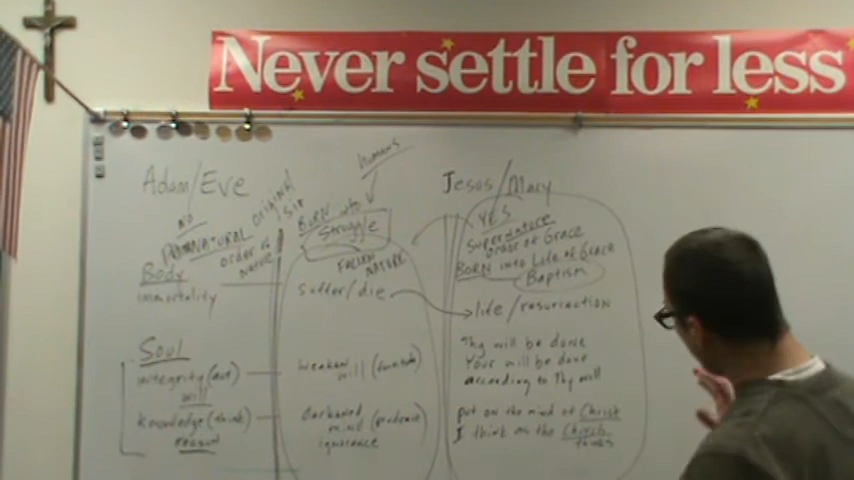 Never settle for less
Adam/Eve
NO
PRETERNATURAL
order of
nature
ORIGINAL
SIN
Body
immortality
Soul
integrity (act)
will
knowledge (think)
reason
HUMANS
BORN into
Struggle
FALLEN
NATURE
suffer/die
weaken
will
darkened
mind (prudence)
ignorance
Jesus/Mary
YES
Supernature
order of Grace
BORN into Life of Grace
Baptism
life/resurrection
Thy will be done
Your will be done
according to Thy will
put on the mind of Christ
I think as the Church
thinks